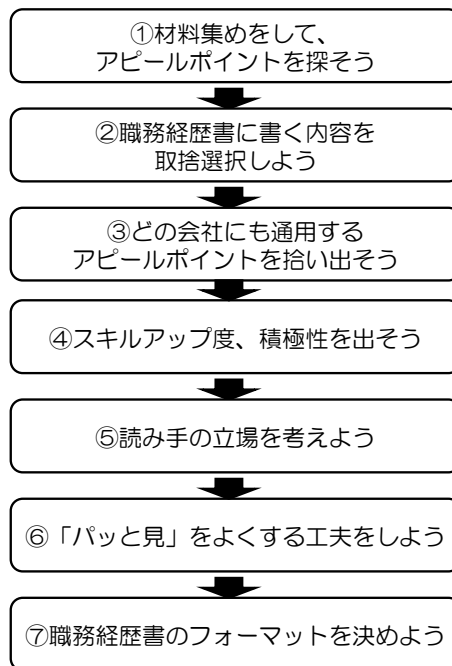 ①材料集めをして、
アピールポイントを探そう
②職務経歴書に書く内容を
取捨選択しよう
③どの会社にも通用する
アピールポイントを拾い出そう
④スキルアップ度、積極性を出そう
⑤読み手の立場を考えよう
⑥「パッと見」をよくする工夫をしよう
⑦職務経歴書のフォーマットを決めよう